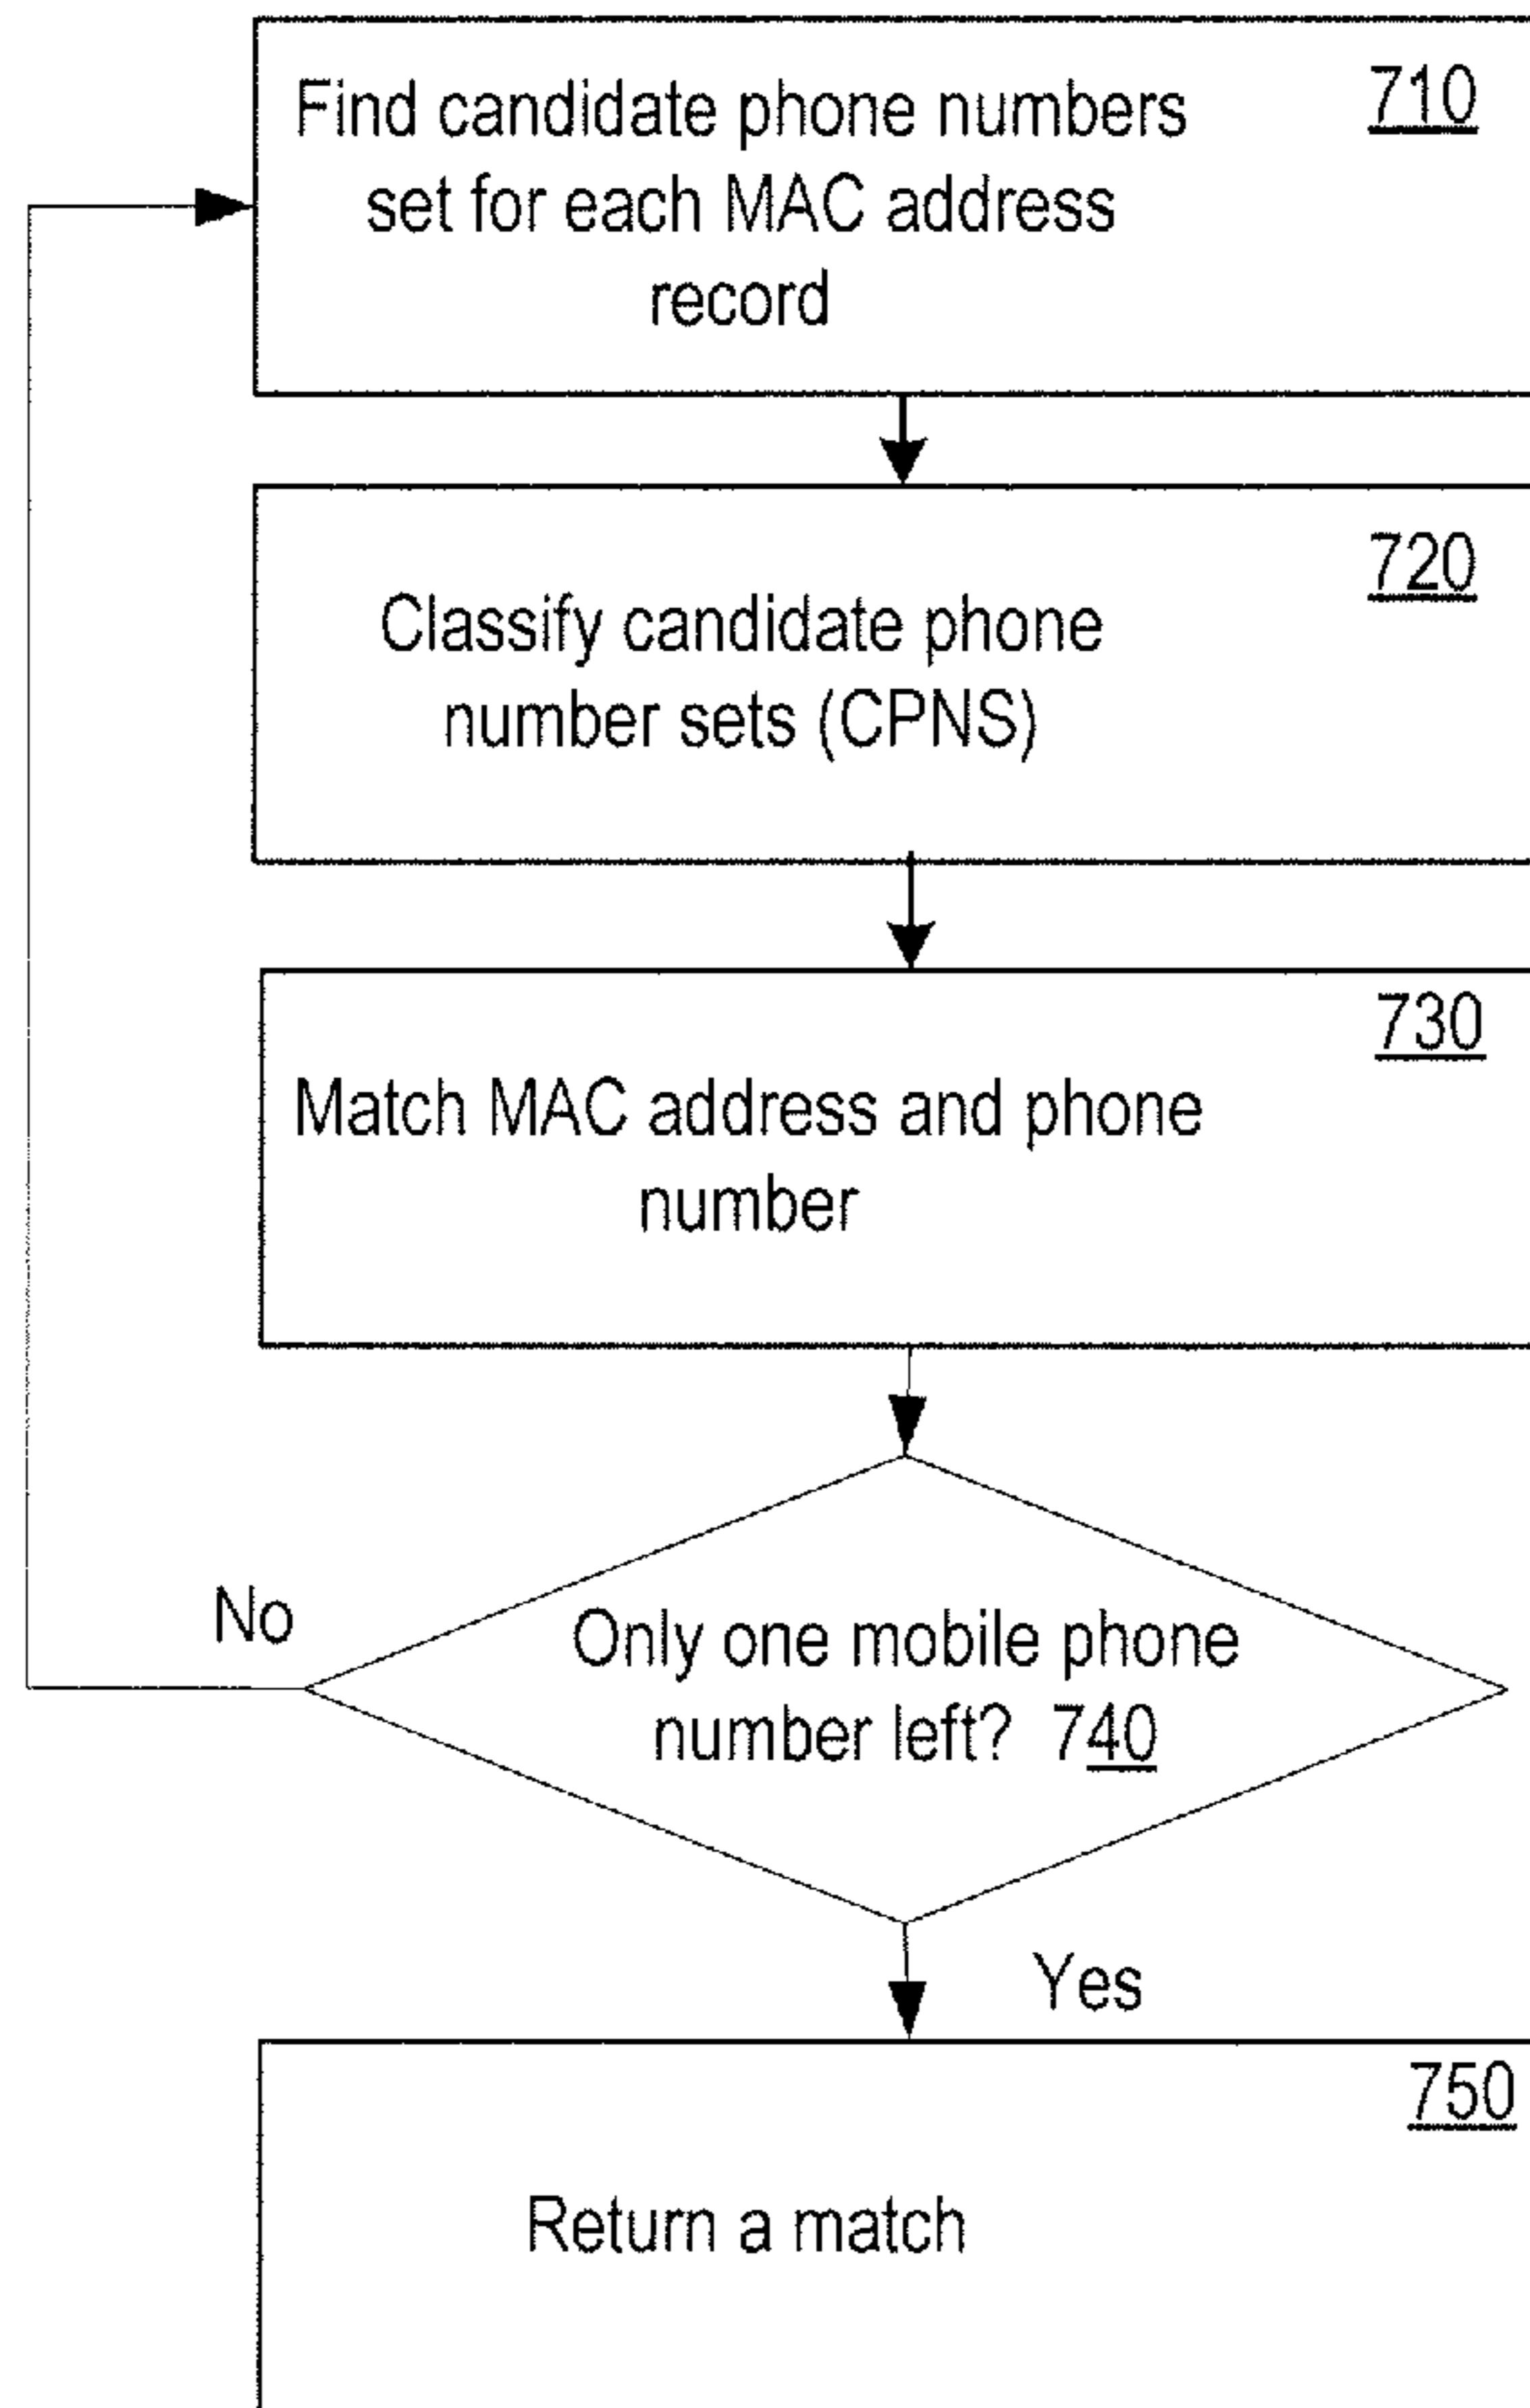 Find candidate phone numbers 710
set for each MAC address
record
720
Classify candidate phone
number sets (CPNS)
730
Match MAC address and phone
number
No
Only one mobile phone
number left? 740
Yes
750
Return a match